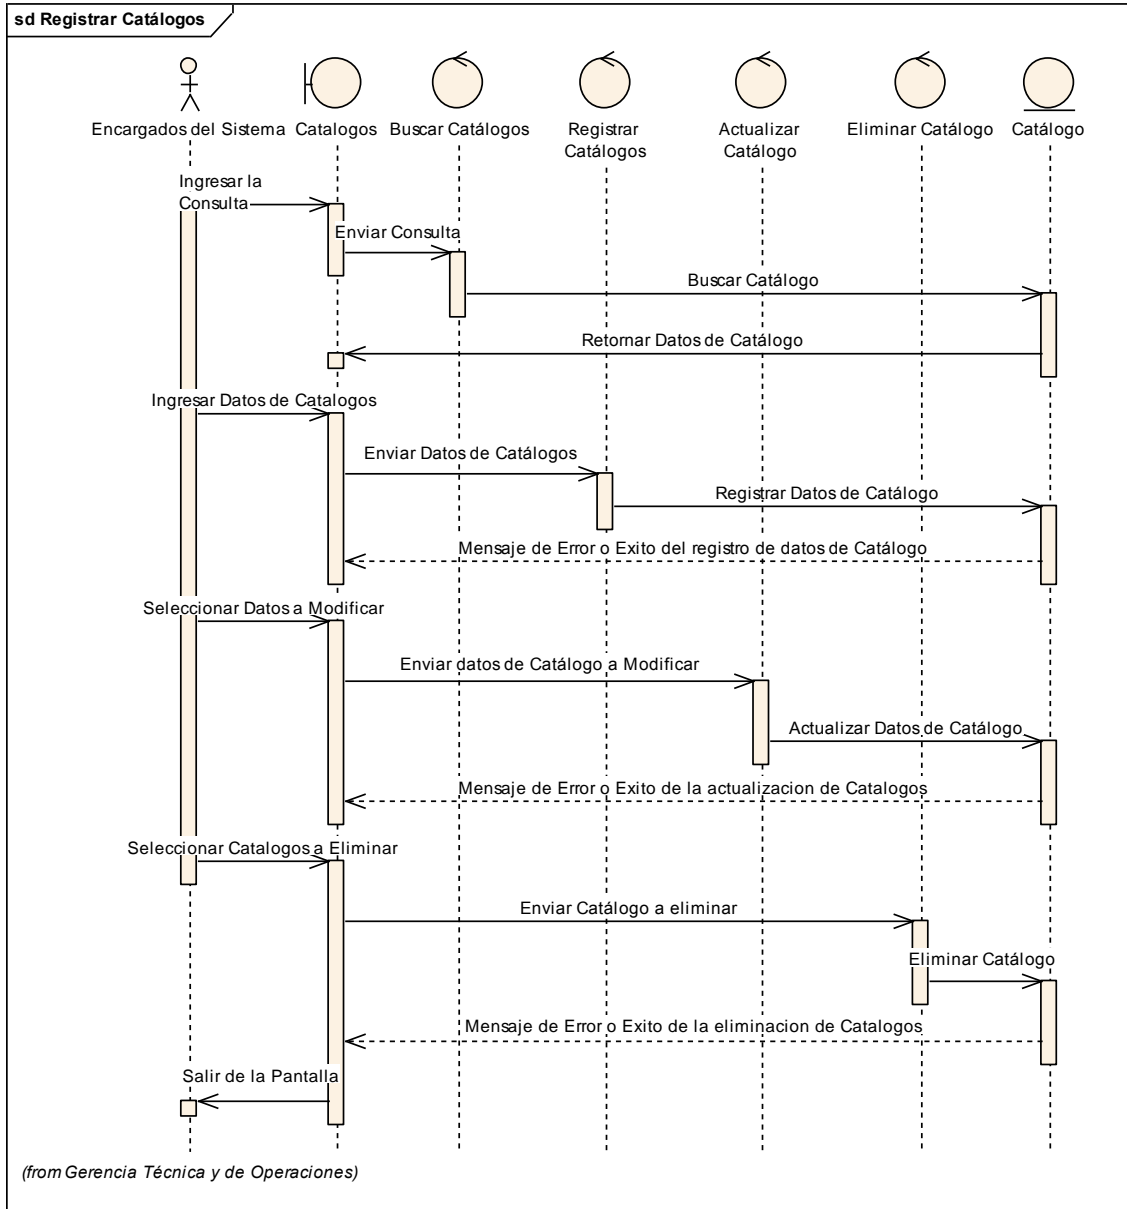 sd Registrar Catálogos
Encargados del Sistema
Catalogos
Buscar Catálogos
Registrar
Catálogos
Actualizar
Catálogo
Eliminar Catálogo
Catálogo
Ingresar la
Consulta
Enviar Consulta
Buscar Catálogo
Retornar Datos de Catálogo
Ingresar Datos de Catalogos
Enviar Datos de Catálogos
Registrar Datos de Catálogo
Mensaje de Error o Exito del registro de datos de Catálogo
Seleccionar Datos a Modificar
Enviar datos de Catálogo a Modificar
Actualizar Datos de Catálogo
Mensaje de Error o Exito de la actualizacion de Catalogos
Seleccionar Catalogos a Eliminar
Enviar Catálogo a eliminar
Eliminar Catálogo
Mensaje de Error o Exito de la eliminacion de Catalogos
Salir de la Pantalla
(from Gerencia Técnica y de Operaciones)